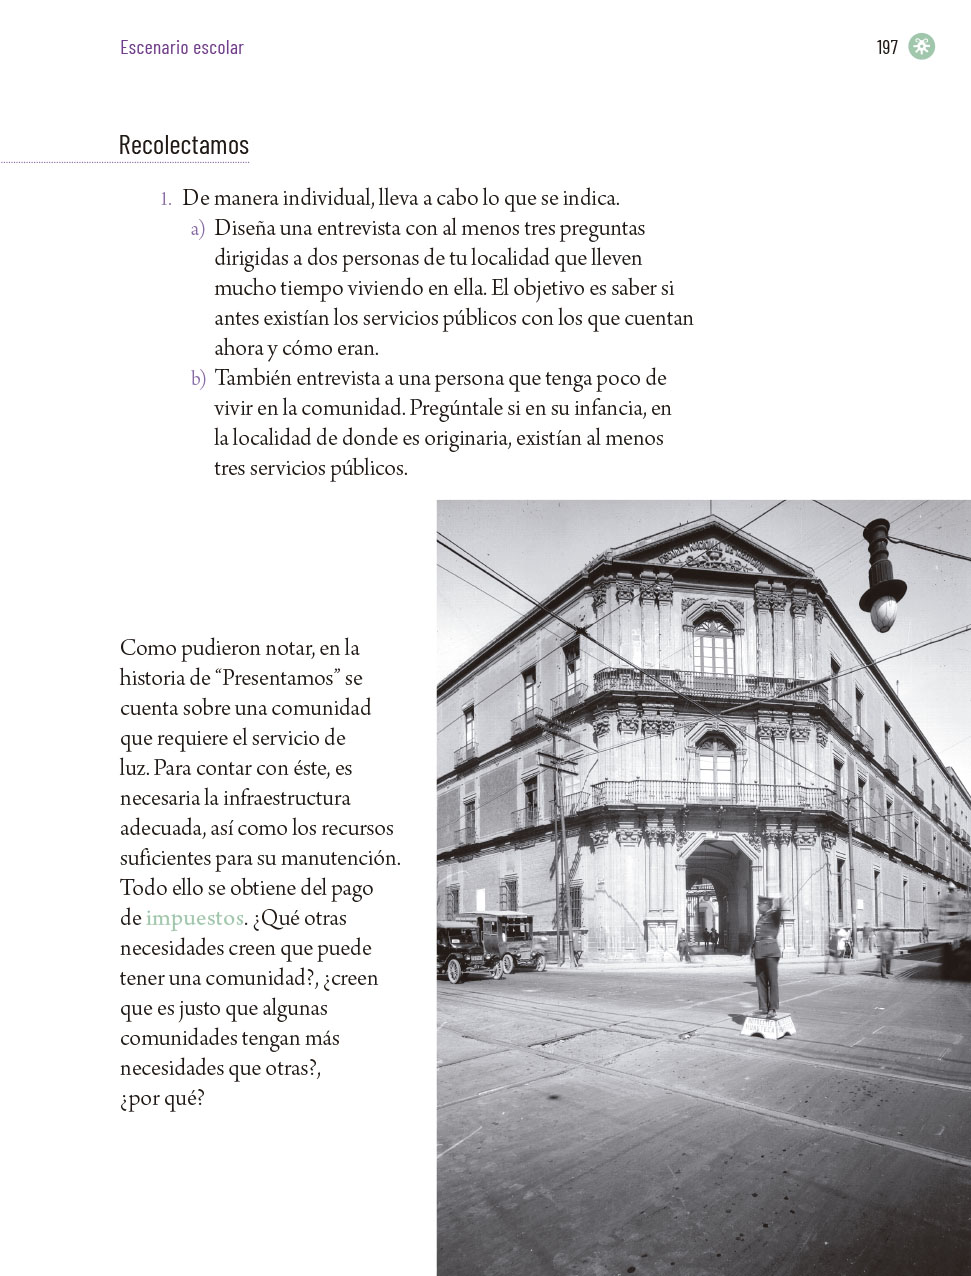 Escenario escolar
197
Recolectamos
1. De manera individual, lleva a cabo lo que se indica.
a) Diseña una entrevista con al menos tres preguntas
dirigidas a dos personas de tu localidad que lleven
mucho tiempo viviendo en ella. El objetivo es saber si
antes existían los servicios públicos con los que cuentan
ahora y cómo eran.
b) También entrevista a una persona que tenga poco de
vivir en la comunidad. Pregúntale si en su infancia, en
la localidad de donde es originaria, existían al menos
tres servicios públicos.
Como pudieron notar, en la
historia de “Presentamos” se
cuenta sobre una comunidad
que requiere el servicio de
luz. Para contar con éste, es
necesaria la infraestructura
adecuada, así como los recursos
suficientes para su manutención.
Todo ello se obtiene del pago
de impuestos. ¿Qué otras
necesidades creen que puede
tener una comunidad?, ¿creen
que es justo que algunas
comunidades tengan más
necesidades que otras?,
¿por qué?
ESCUELA
DE MEDICINA